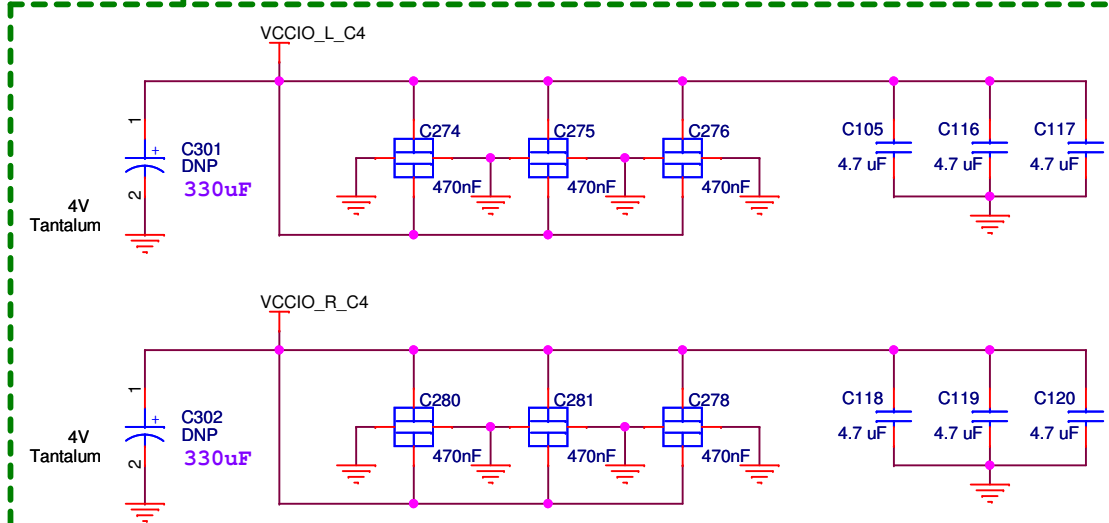 VCCIO_L_C4
1
C301
DNP
330uF
2
4V
Tantalum
+
C274
470nF
C275
470nF
C276
470nF
C105
4.7 uF
C116
4.7 uF
C117
4.7 uF
VCCIO_R_C4
1
C302
DNP
330uF
2
4V
Tantalum
+
C280
470nF
C281
470nF
C278
470nF
C118
4.7 uF
C119
4.7 uF
C120
4.7 uF